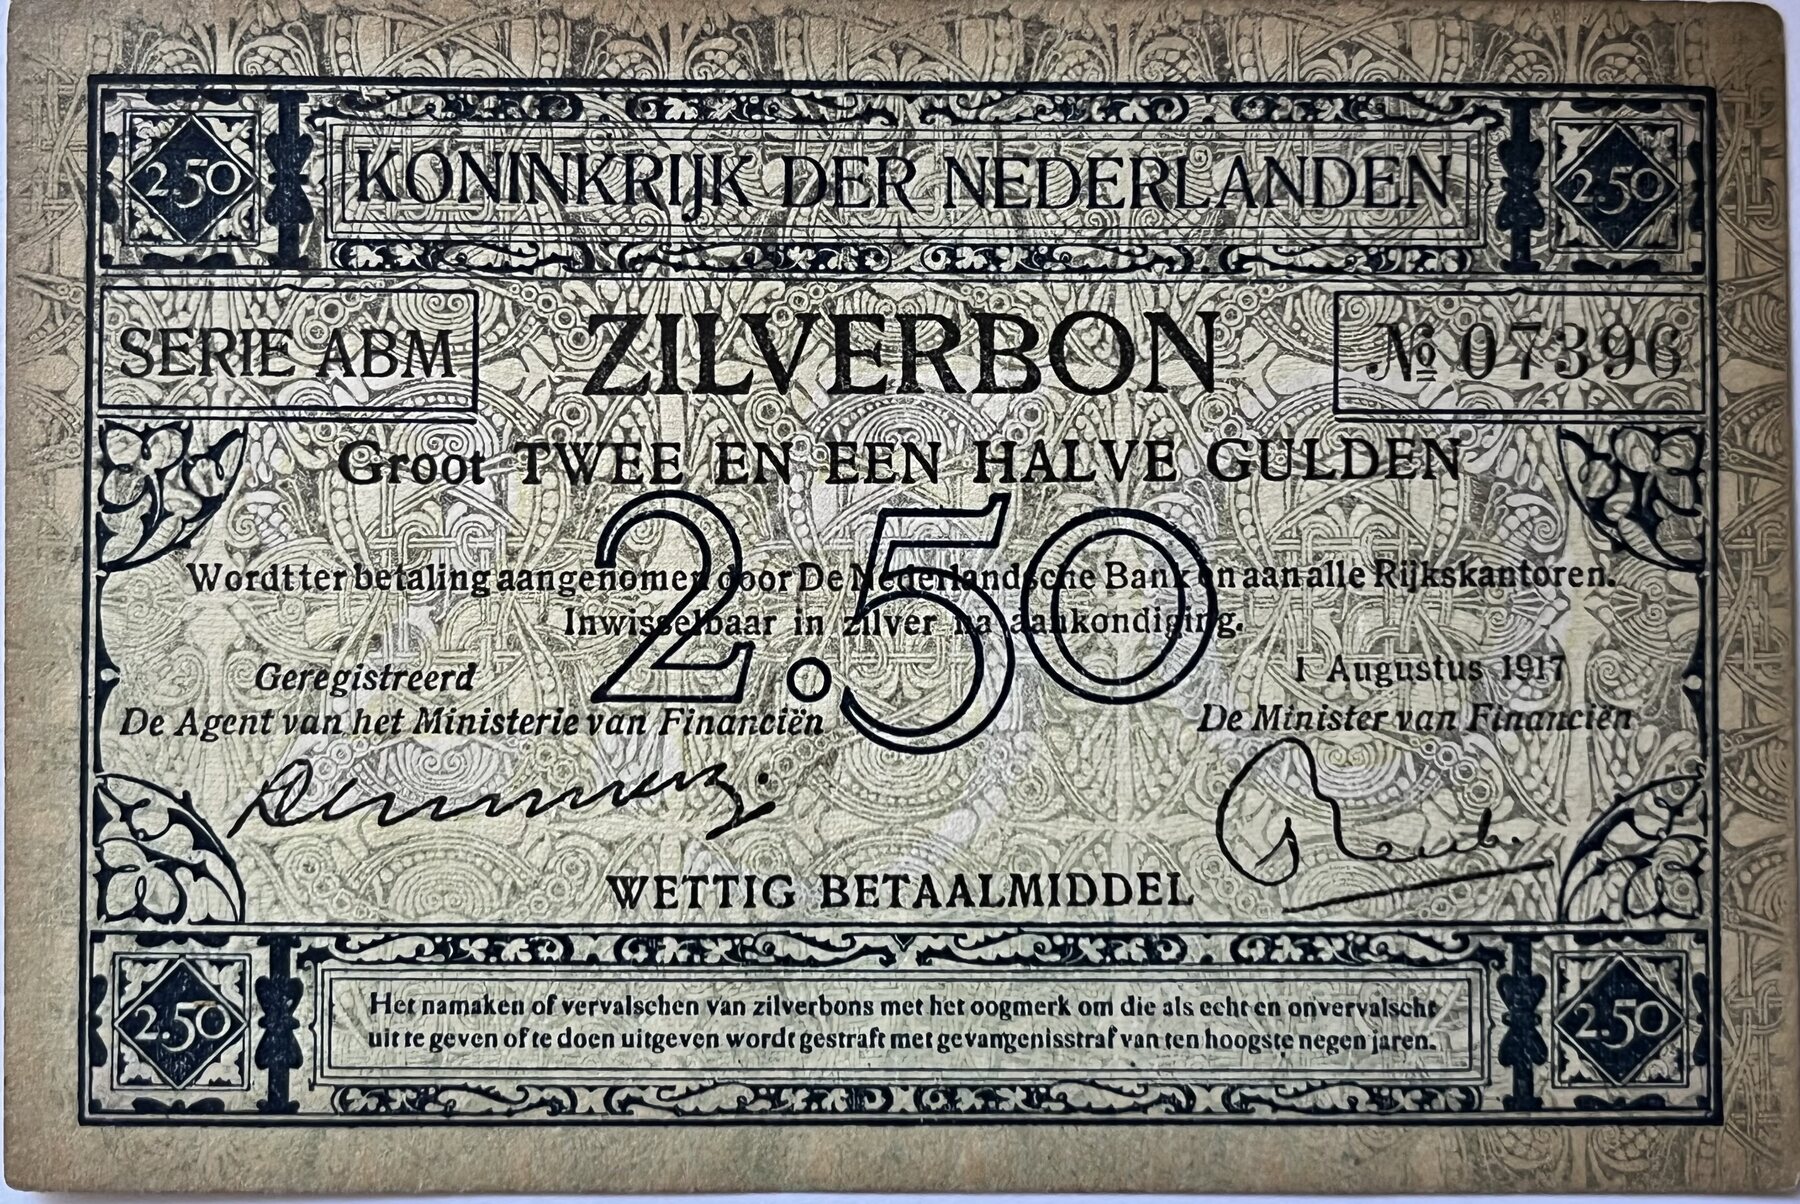 2.50 KONINKRIJK DER NEDERLANDEN 2.50
SERIE ABM ZILVERBON № 07396
Groot TWEE EN EEN HALVE GULDEN
2.50
Wordt ter betaling aangenomen door De Nederlandsche Bank en aan alle Rijkskantoren.
Inwisselbaar in zilver na aankondiging.
Geregistreerd 1 Augustus 1917
De Agent van het Ministerie van Financiën De Minister van Financiën
WETTIG BETAALMIDDEL
2.50 2.50
Het namaken of vervalschen van zilverbons met het oogmerk om die als echt en onvervalscht
uit te geven of te doen uitgeven wordt gestraft met gevangenisstraf van ten hoogste negen jaren.